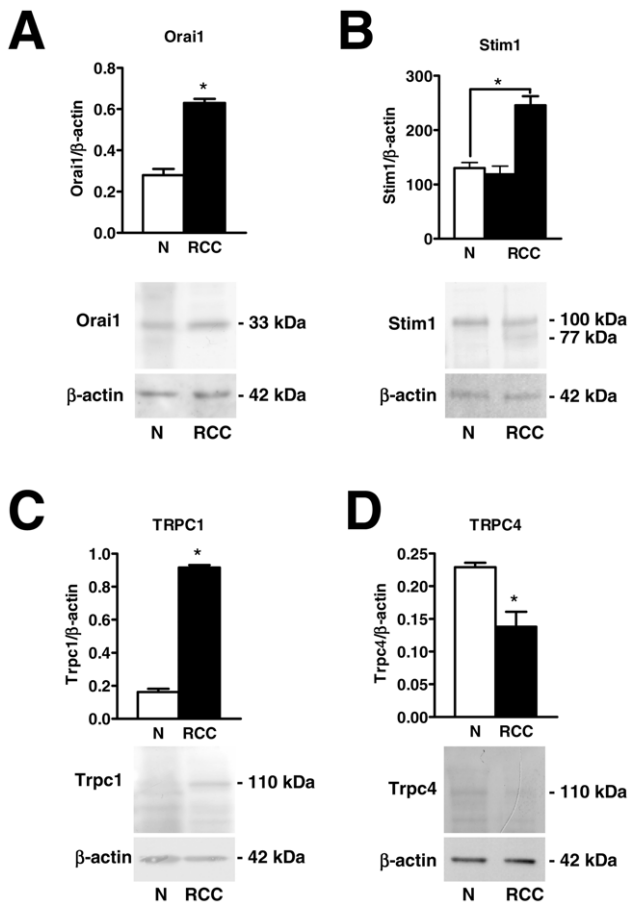 A
Orai1
Orai1/β-actin
0.8
0.6
0.4
0.2
0.0
*
N RCC
Orai1
- 33 kDa
β-actin
- 42 kDa
N RCC
B
Stim1
Stim1/β-actin
300
200
100
0
*
N RCC
Stim1
- 100 kDa
- 77 kDa
β-actin
- 42 kDa
N RCC
C
TRPC1
Trpc1/β-actin
1.0
0.8
0.6
0.4
0.2
0.0
*
N RCC
Trpc1
- 110 kDa
β-actin
- 42 kDa
N RCC
D
TRPC4
Trpc4/β-actin
0.25
0.20
0.15
0.10
0.05
0.00
*
N RCC
Trpc4
- 110 kDa
β-actin
- 42 kDa
N RCC